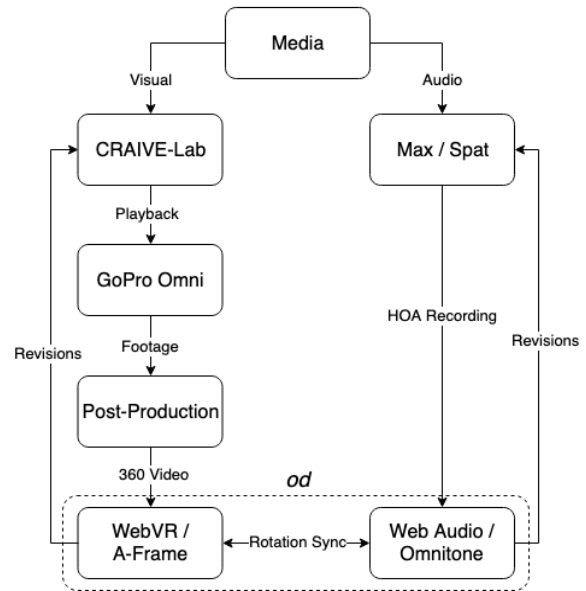 Media
Visual
Audio
CRAIVE-Lab
Max / Spat
Playback
GoPro Omni
HOA Recording
Revisions
Footage
Revisions
Post-Production
360 Video
od
WebVR /
A-Frame
Rotation Sync
Web Audio /
Omnitone